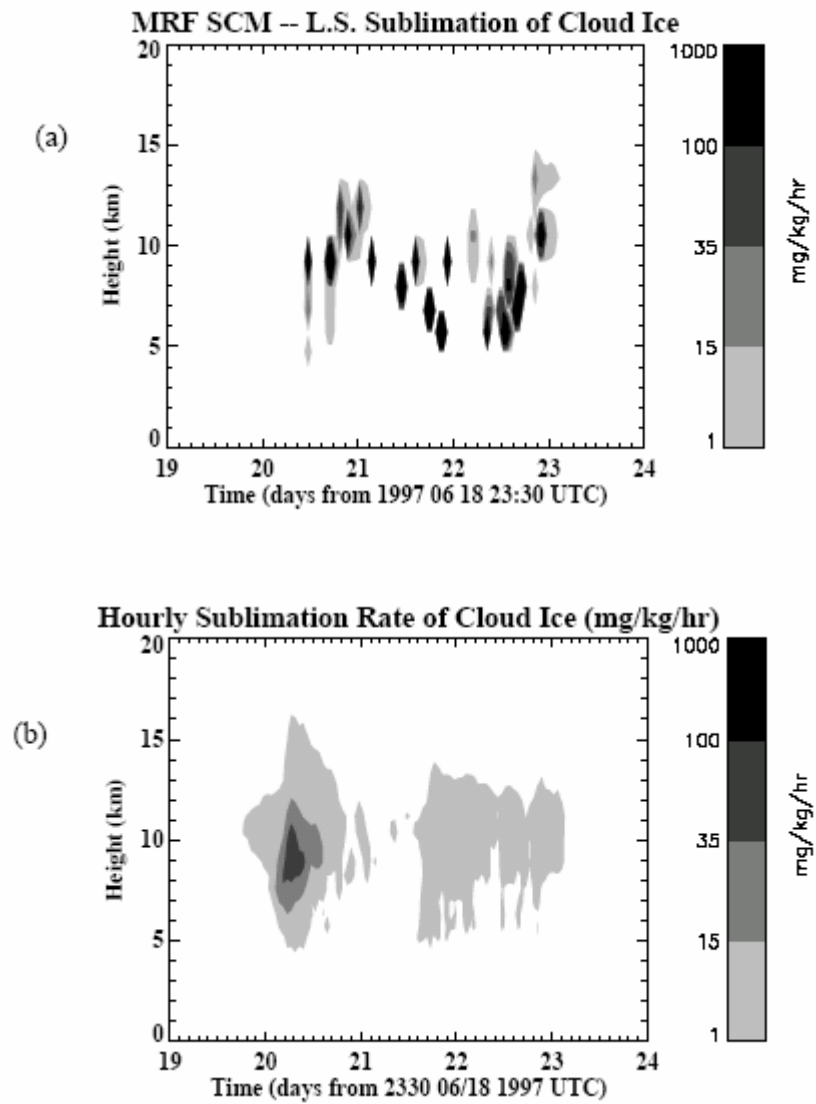 MRF SCM -- L.S. Sublimation of Cloud Ice
(a)
Height (km)
20
15
10
5
0
19 20 21 22 23 24
Time (days from 1997 06 18 23:30 UTC)
1000
100
35
15
1
mg/kg/hr
Hourly Sublimation Rate of Cloud Ice (mg/kg/hr)
(b)
Height (km)
20
15
10
5
0
19 20 21 22 23 24
Time (days from 2330 06/18 1997 UTC)
1000
100
35
15
1
mg/kg/hr